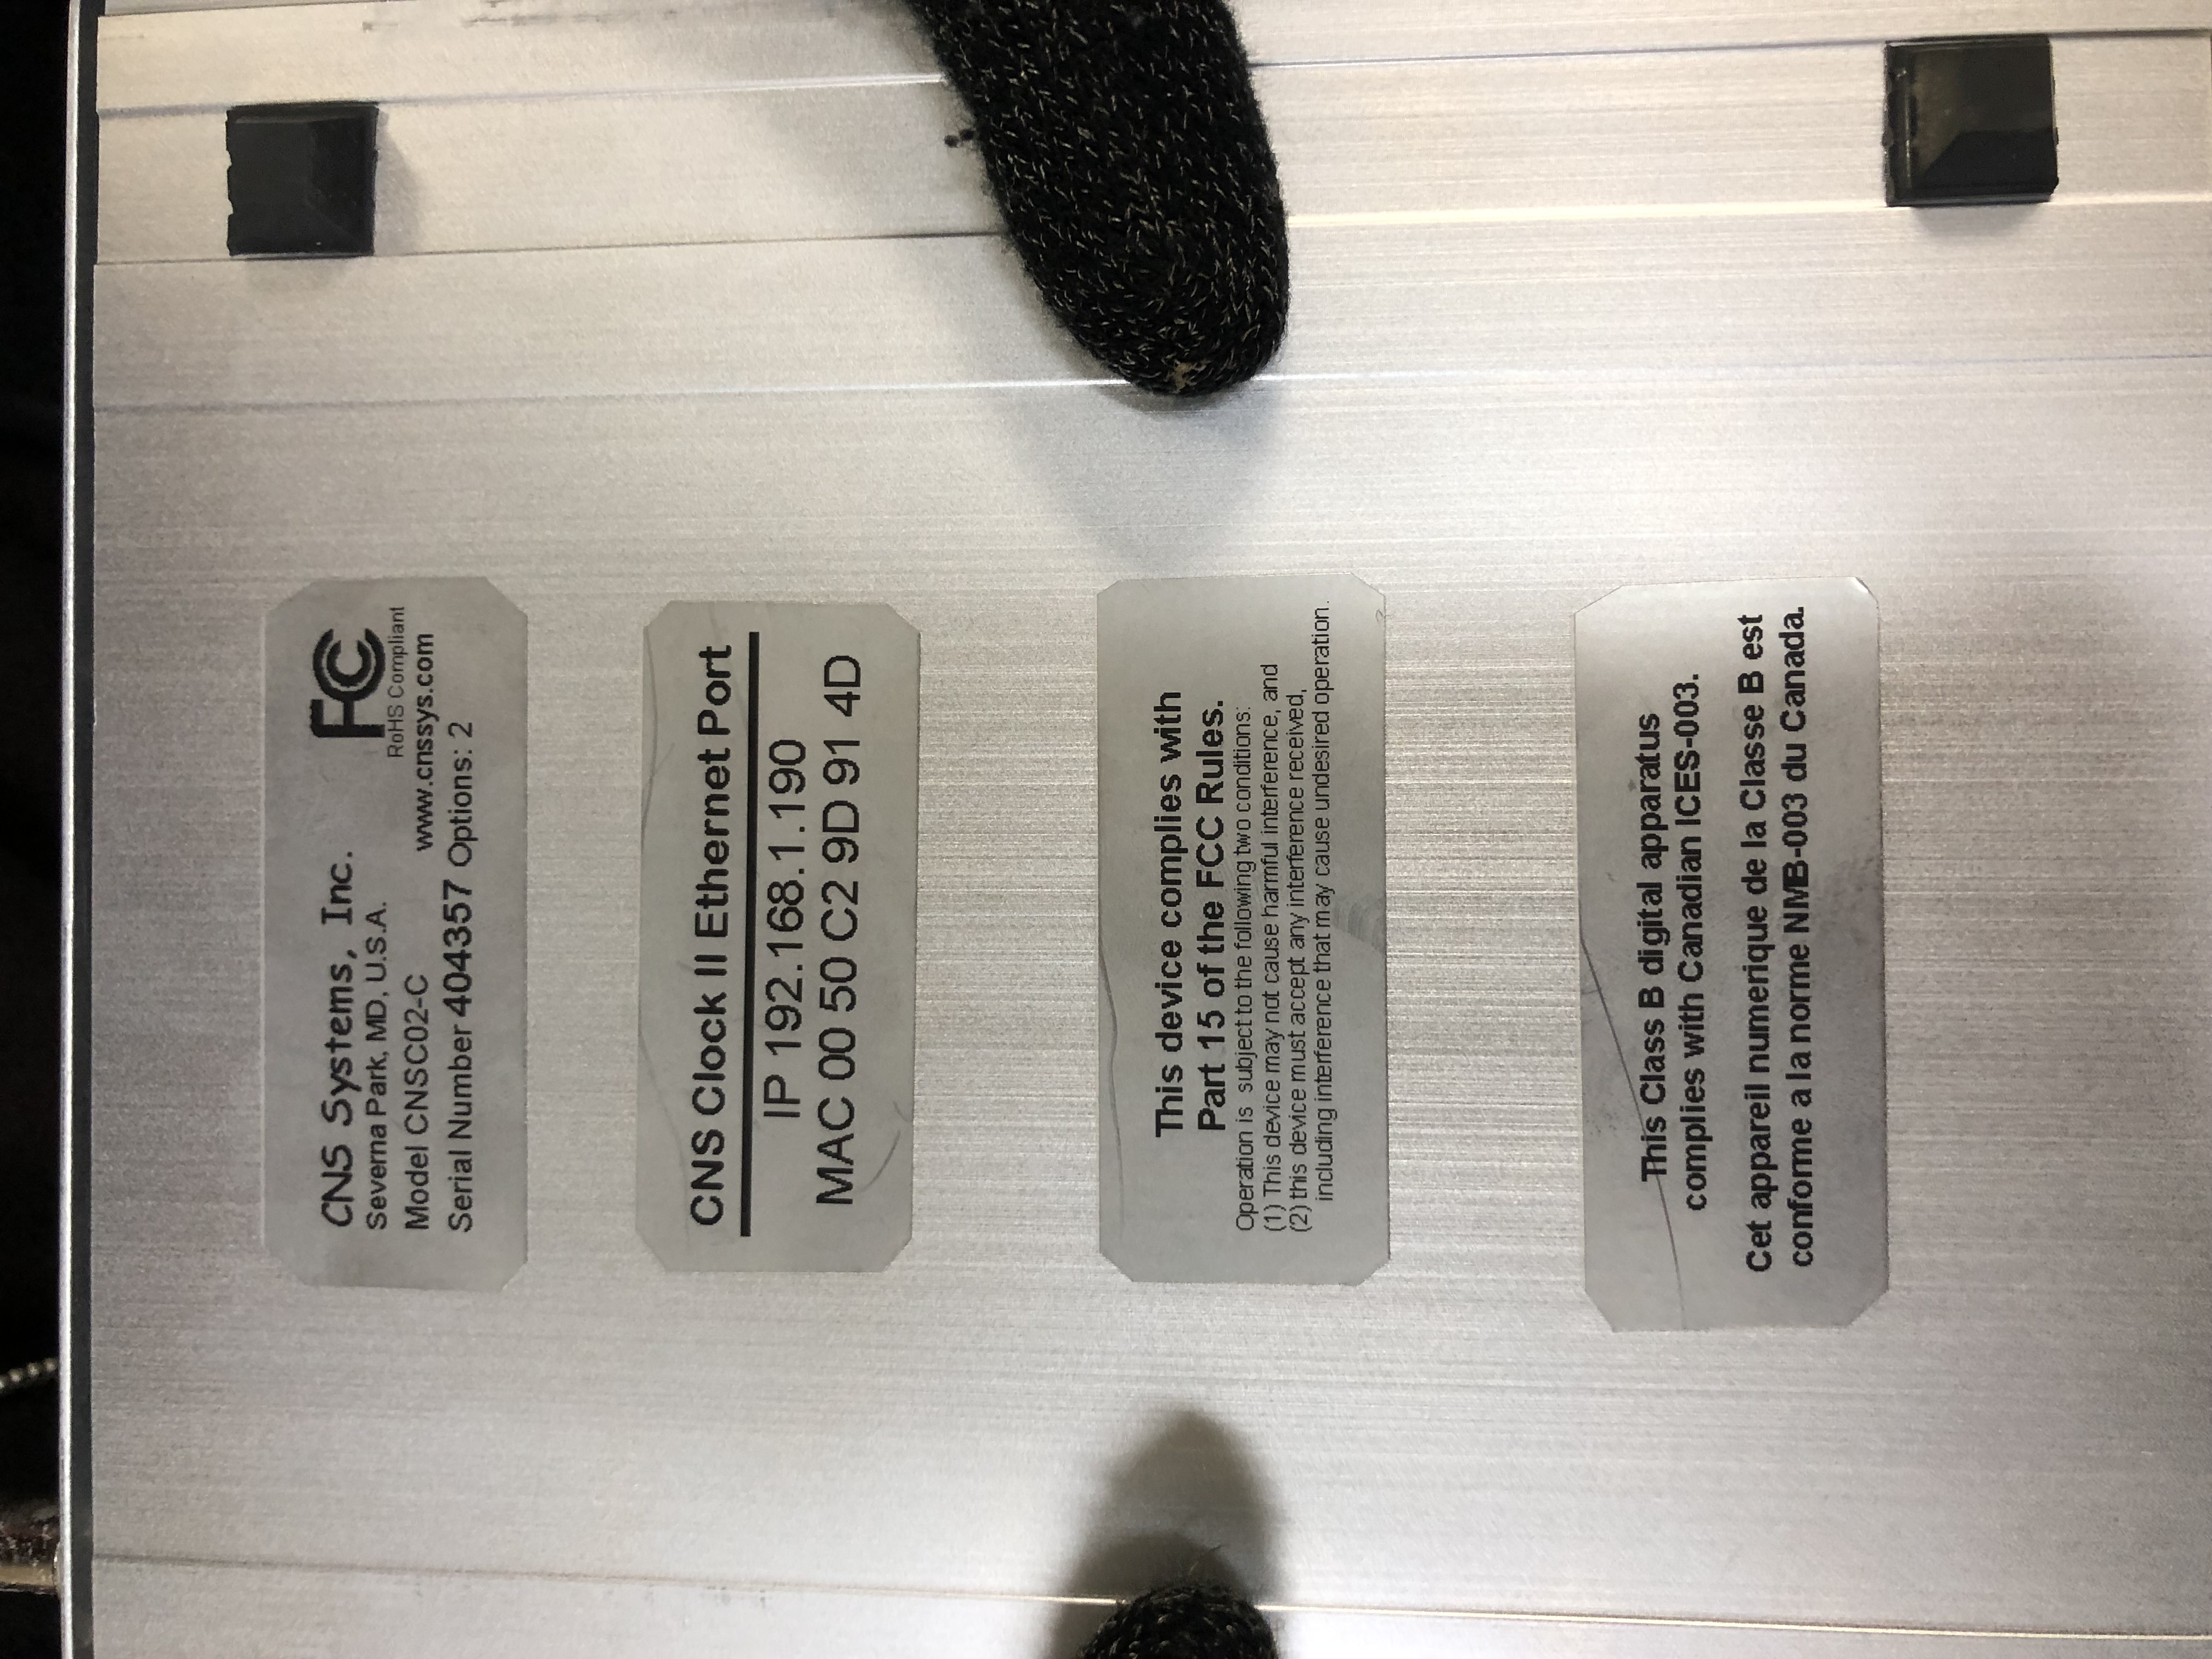 CNS Systems, Inc.
FC
Severna Park, MD, U.S.A.
RoHS Compliant
Model CNSC02-C
www.cnssys.com
Serial Number 404357 Options: 2
CNS Clock II Ethernet Port
IP 192.168.1.190
MAC 00 50 C2 9D 91 4D
This device complies with
Part 15 of the FCC Rules.
Operation is subject to the following two conditions:
(1) This device may not cause harmful interference, and
(2) this device must accept any interference received,
including interference that may cause undesired operation.
This Class B digital apparatus
complies with Canadian ICES-003.
Cet appareil numerique de la Classe B est
conforme a la norme NMB-003 du Canada.